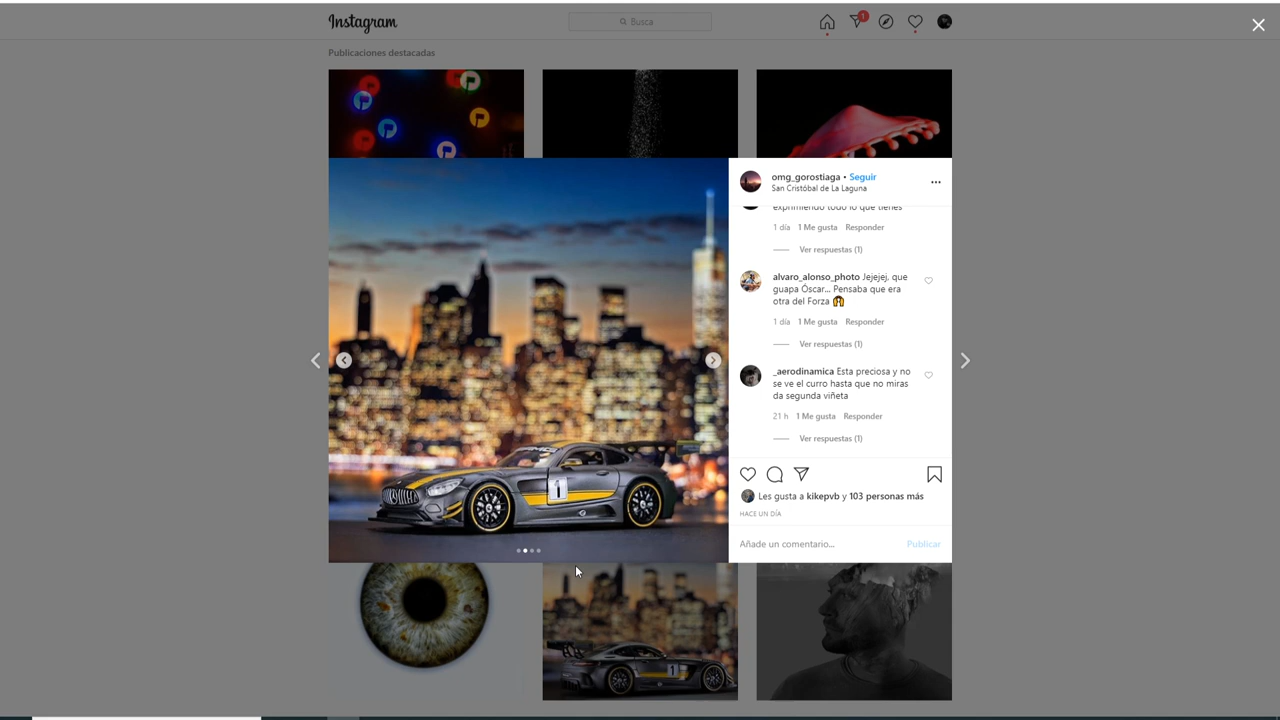 Instagram
Busca
1
Publicaciones destacadas
omg_gorostiaga • Seguir
San Cristóbal de La Laguna
exprimiendo todo lo que tienes
1 día 1 Me gusta Responder
Ver respuestas (1)
alvaro_alonso_photo Jejejej, que
guapa Óscar... Pensaba que era
otra del Forza 🙌
1 día 1 Me gusta Responder
Ver respuestas (1)
_aerodinamica Esta preciosa y no
se ve el curro hasta que no miras
da segunda viñeta
21 h 1 Me gusta Responder
Ver respuestas (1)
Les gusta a kikepvb y 103 personas más
HACE UN DÍA
Añade un comentario... Publicar
1
1